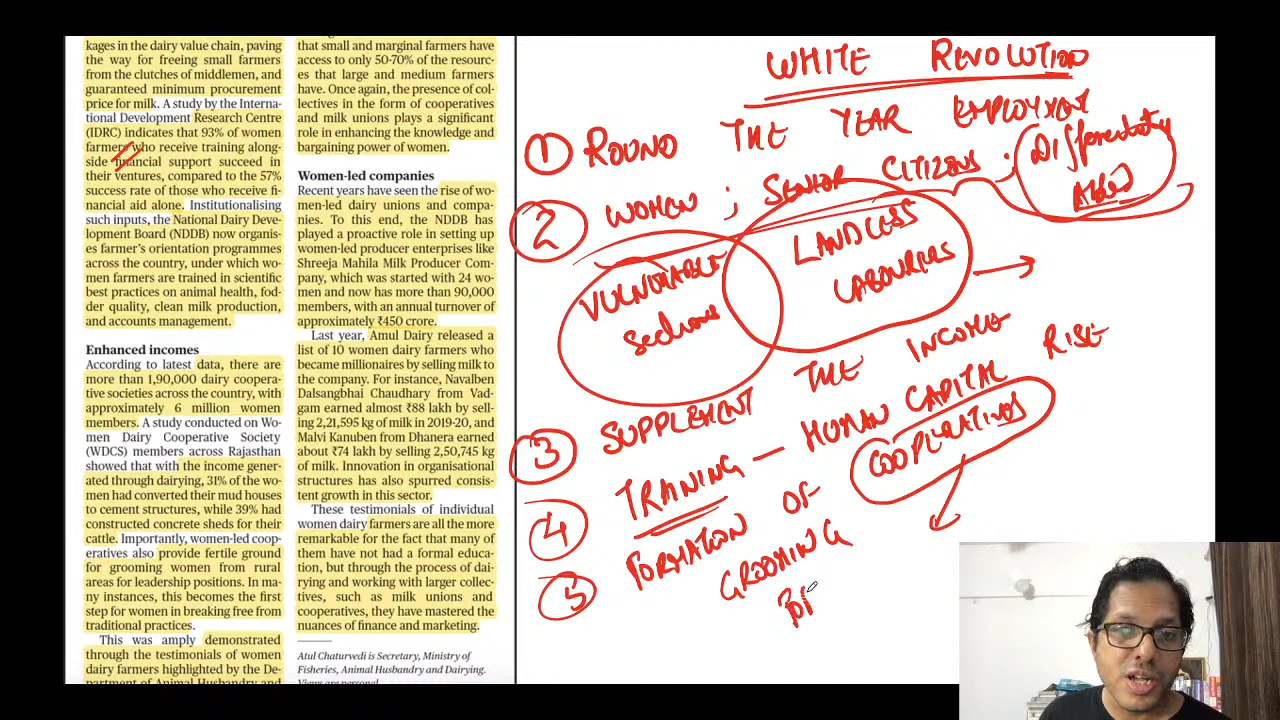 kages in the dairy value chain, paving
the way for freeing small farmers
from the clutches of middlemen, and
guaranteed minimum procurement
price for milk. A study by the Interna-
tional Development Research Centre
(IDRC) indicates that 93% of women
farmers who receive training along-
side financial support succeed in
their ventures, compared to the 57%
success rate of those who receive fi-
nancial aid alone. Institutionalising
such inputs, the National Dairy Deve-
lopment Board (NDDB) now organis-
es farmer's orientation programmes
across the country, under which wo-
men farmers are trained in scientific
best practices on animal health, fod-
der quality, clean milk production,
and accounts management.
Enhanced incomes
According to latest data, there are
more than 1,90,000 dairy coopera-
tive societies across the country, with
approximately 6 million women
members. A study conducted on Wo-
men Dairy Cooperative Society
(WDCS) members across Rajasthan
showed that with the income gener-
ated through dairying, 31% of the wo-
men had converted their mud houses
to cement structures, while 39% had
constructed concrete sheds for their
cattle. Importantly, women-led coop-
eratives also provide fertile ground
for grooming women from rural
areas for leadership positions. In ma-
ny instances, this becomes the first
step for women in breaking free from
traditional practices.
This was amply demonstrated
through the testimonials of women
dairy farmers highlighted by the De-
partment of Animal Husbandry and
that small and marginal farmers have
access to only 50-70% of the resourc-
es that large and medium farmers
have. Once again, the presence of col-
lectives in the form of cooperatives
and milk unions plays a significant
role in enhancing the knowledge and
bargaining power of women.
Women-led companies
Recent years have seen the rise of wo-
men-led dairy unions and compa-
nies. To this end, the NDDB has
played a proactive role in setting up
women-led producer enterprises like
Shreeja Mahila Milk Producer Com-
pany, which was started with 24 wo-
men and now has more than 90,000
members, with an annual turnover of
approximately ₹450 crore.
Last year, Amul Dairy released a
list of 10 women dairy farmers who
became millionaires by selling milk to
the company. For instance, Navalben
Dalsangbhai Chaudhary from Vad-
gam earned almost ₹88 lakh by sell-
ing 2,21,595 kg of milk in 2019-20, and
Malvi Kanuben from Dhanera earned
about ₹74 lakh by selling 2,50,745 kg
of milk. Innovation in organisational
structures has also spurred consis-
tent growth in this sector.
These testimonials of individual
women dairy farmers are all the more
remarkable for the fact that many of
them have not had a formal educa-
tion, but through the process of dai-
rying and working with larger collec-
tives, such as milk unions and
cooperatives, they have mastered the
nuances of finance and marketing.
Atul Chaturvedi is Secretary, Ministry of
Fisheries, Animal Husbandry and Dairying.
Views are personal
WHITE REVOLUTION
1 ROUND THE YEAR EMPLOYMENT
2 WOMEN ; SENIOR CITIZENS ; Differently
Abled
VULNERABLE Sections
LANDLESS LABOURERS
3 SUPPLEMENT THE INCOME
4 TRAINING — HUMAN CAPITAL RISE
5 FORMATION OF COOPERATIVES
GROOMING